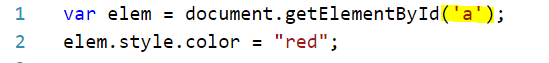 1 var elem = document.getElementById('a');
2 elem.style.color = "red";